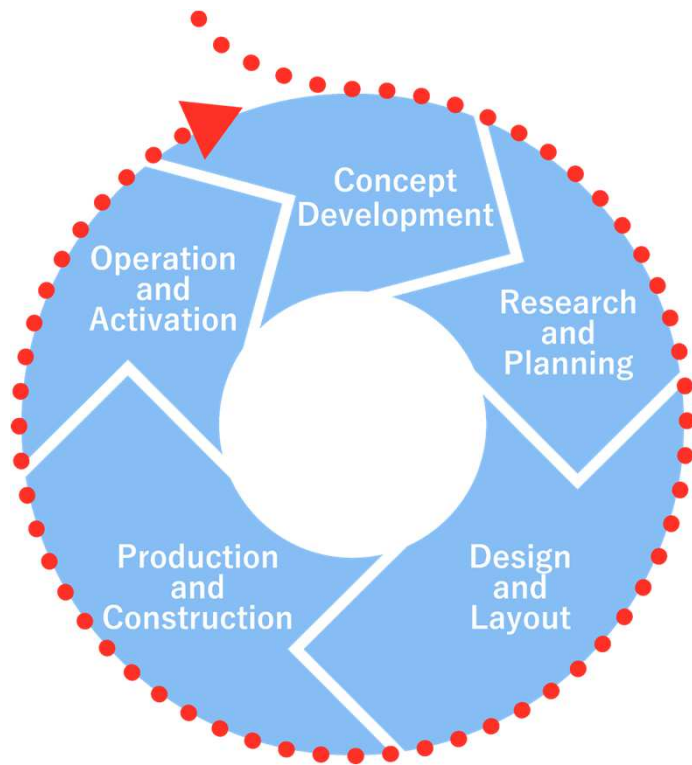 Concept
Development
Research
and
Planning
Design
and
Layout
Production
and
Construction
Operation
and
Activation